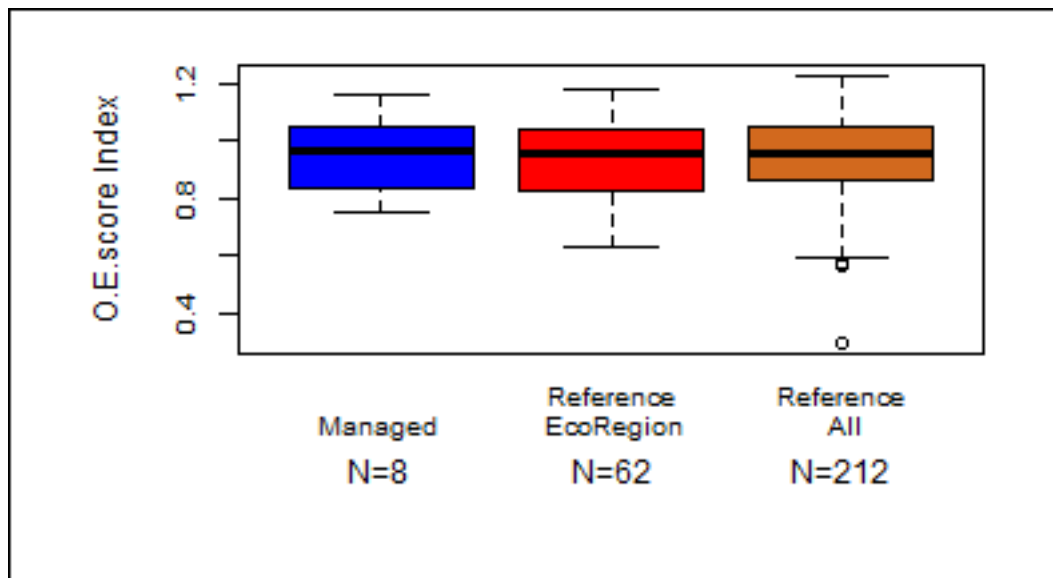 O.E.score Index
1.2
0.8
0.4
Managed
Reference
EcoRegion
Reference
All
N=8
N=62
N=212